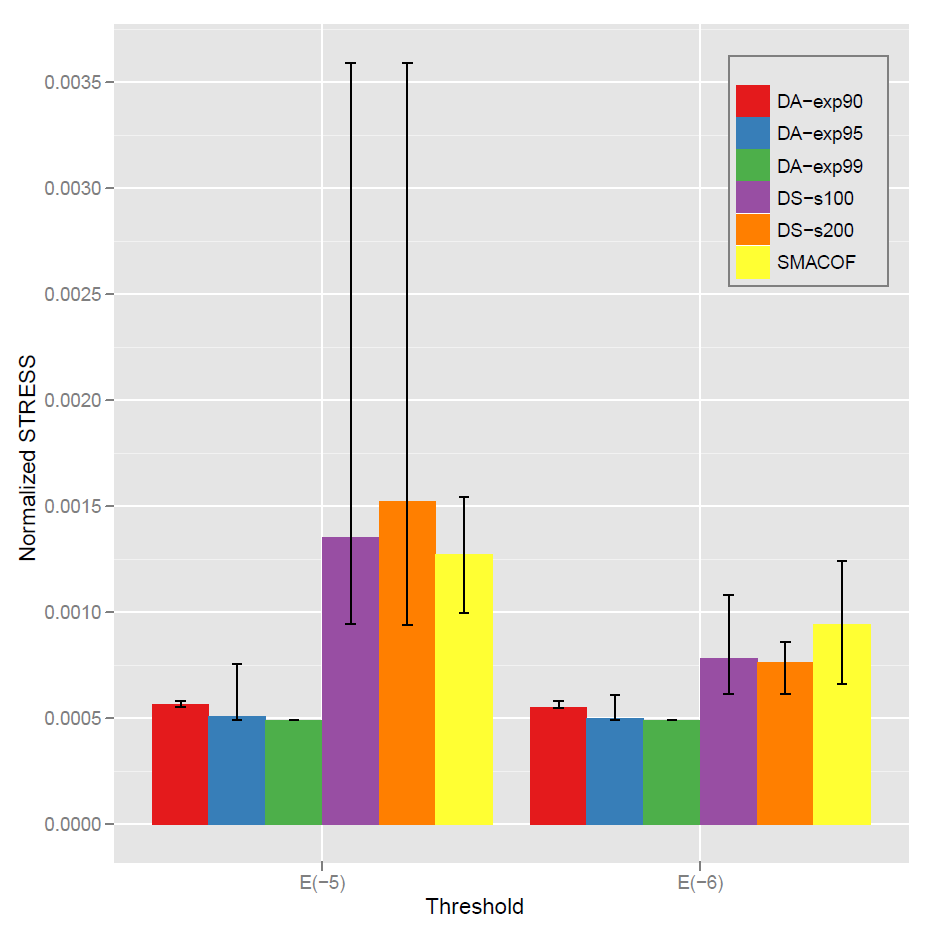 0.0035
0.0030
0.0025
0.0020
0.0015
0.0010
0.0005
0.0000
Normalized STRESS
DA−exp90
DA−exp95
DA−exp99
DS−s100
DS−s200
SMACOF
E(−5)
E(−6)
Threshold